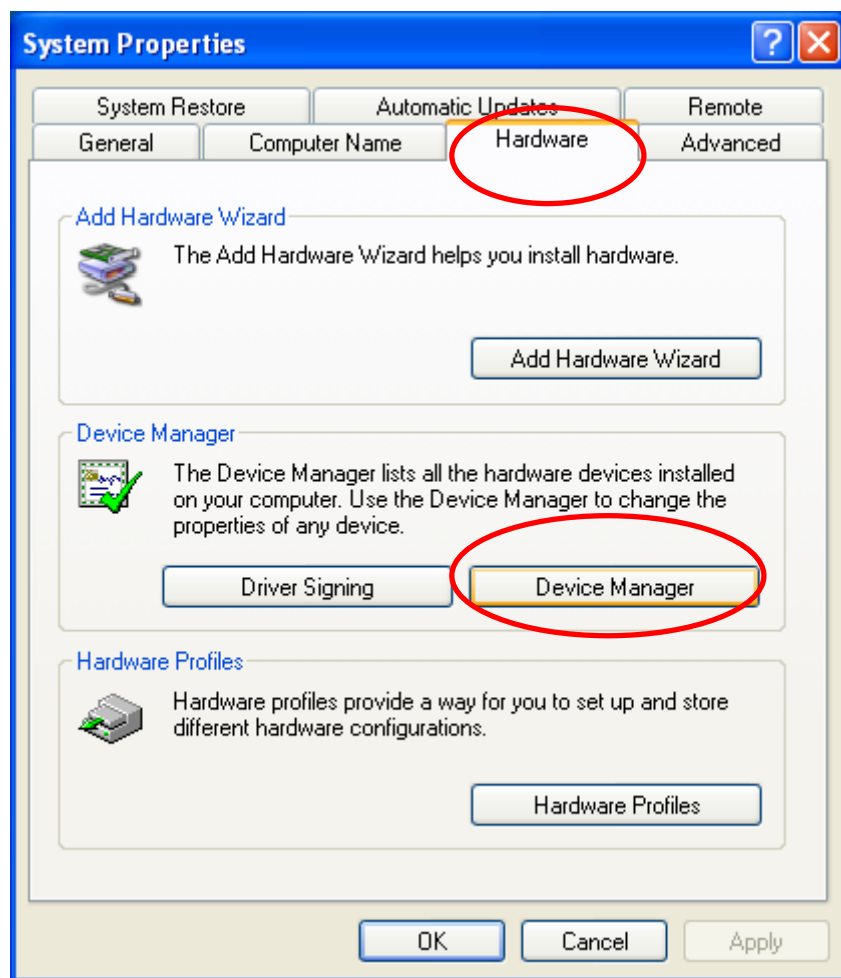 System Properties
System Restore
Automatic Updates
Remote
General
Computer Name
Hardware
Advanced
Add Hardware Wizard
The Add Hardware Wizard helps you install hardware.
Add Hardware Wizard
Device Manager
The Device Manager lists all the hardware devices installed
on your computer. Use the Device Manager to change the
properties of any device.
Driver Signing
Device Manager
Hardware Profiles
Hardware profiles provide a way for you to set up and store
different hardware configurations.
Hardware Profiles
OK
Cancel
Apply